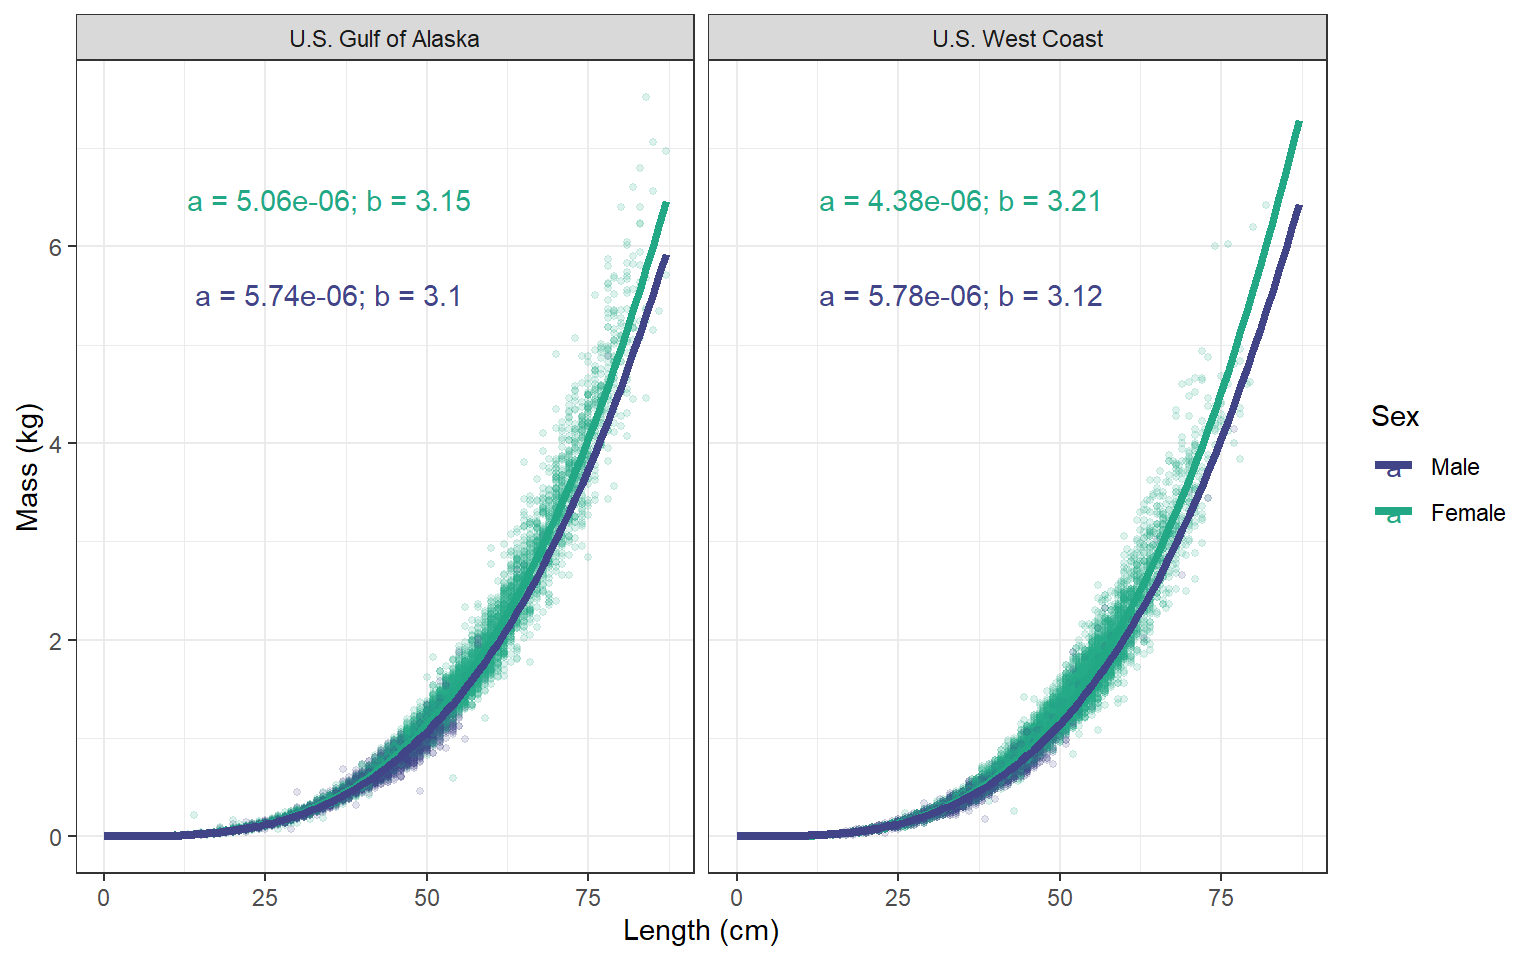 U.S. Gulf of Alaska
U.S. West Coast
a = 5.06e-06; b = 3.15
a = 4.38e-06; b = 3.21
a = 5.74e-06; b = 3.1
a = 5.78e-06; b = 3.12
6
4
2
0
Mass (kg)
0 25 50 75
0 25 50 75
Length (cm)
Sex
a Male
a Female